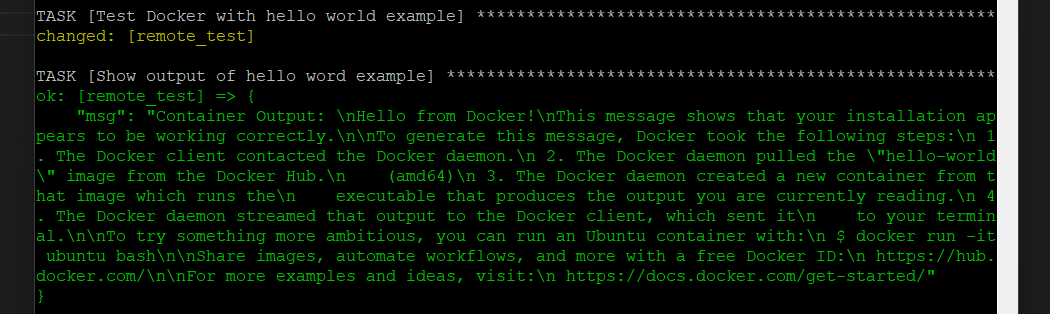 TASK [Test Docker with hello world example] ****************************************************
changed: [remote_test]
TASK [Show output of hello word example] *******************************************************
ok: [remote_test] => {
    "msg": "Container Output: \nHello from Docker!\nThis message shows that your installation ap
pears to be working correctly.\n\nTo generate this message, Docker took the following steps:\n 1
. The Docker client contacted the Docker daemon.\n 2. The Docker daemon pulled the \"hello-world
\" image from the Docker Hub.\n    (amd64)\n 3. The Docker daemon created a new container from t
hat image which runs the\n    executable that produces the output you are currently reading.\n 4
. The Docker daemon streamed that output to the Docker client, which sent it\n    to your termin
al.\n\nTo try something more ambitious, you can run an Ubuntu container with:\n $ docker run -it
 ubuntu bash\n\nShare images, automate workflows, and more with a free Docker ID:\n https://hub.
docker.com/\n\nFor more examples and ideas, visit:\n https://docs.docker.com/get-started/"
}